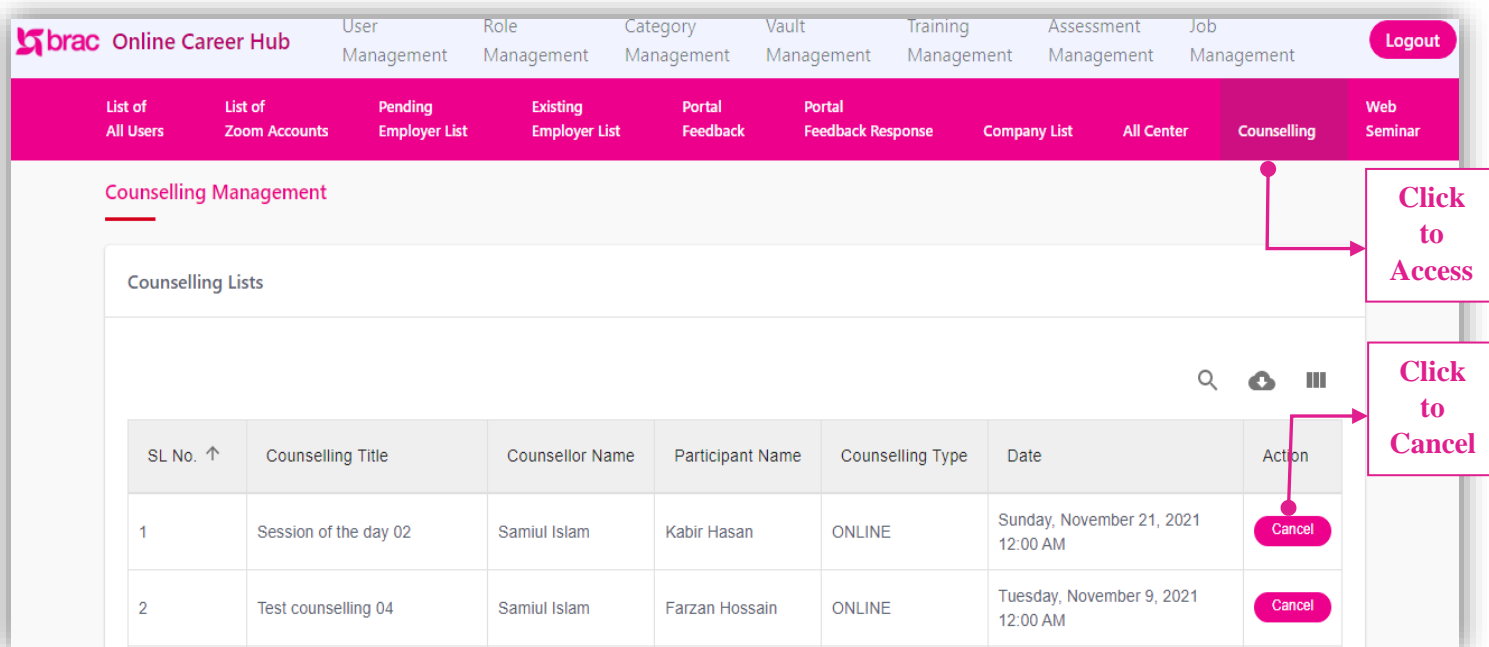 brac Online Career Hub
User Management
Role Management
Category Management
Vault Management
Training Management
Assessment Management
Job Management
Logout
List of All Users
List of Zoom Accounts
Pending Employer List
Existing Employer List
Portal Feedback
Portal Feedback Response
Company List
All Center
Counselling
Web Seminar
Counselling Management
Click to Access
Counselling Lists
Click to Cancel
SL No. Counselling Title Counsellor Name Participant Name Counselling Type Date Action
1 Session of the day 02 Samiul Islam Kabir Hasan ONLINE Sunday, November 21, 2021 12:00 AM Cancel
2 Test counselling 04 Samiul Islam Farzan Hossain ONLINE Tuesday, November 9, 2021 12:00 AM Cancel